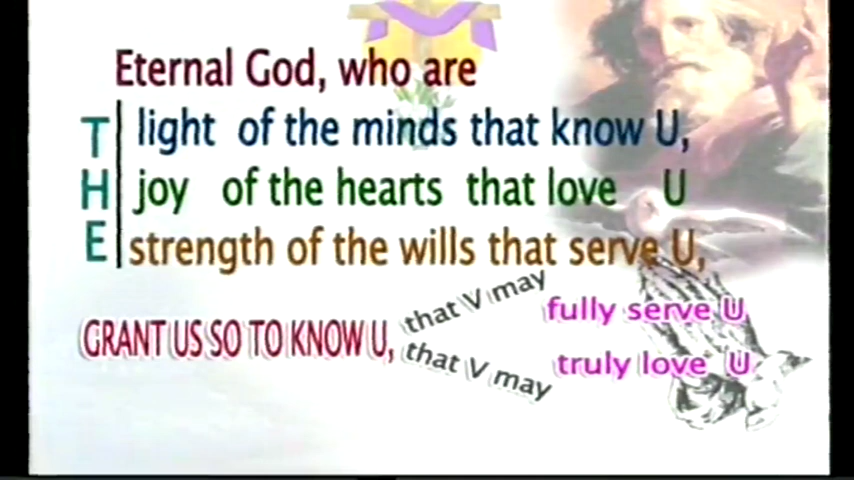 Eternal God, who are
THE
light of the minds that know U,
joy of the hearts that love U
strength of the wills that serve U,
GRANT US SO TO KNOW U,
that V may fully serve U
that V may truly love U